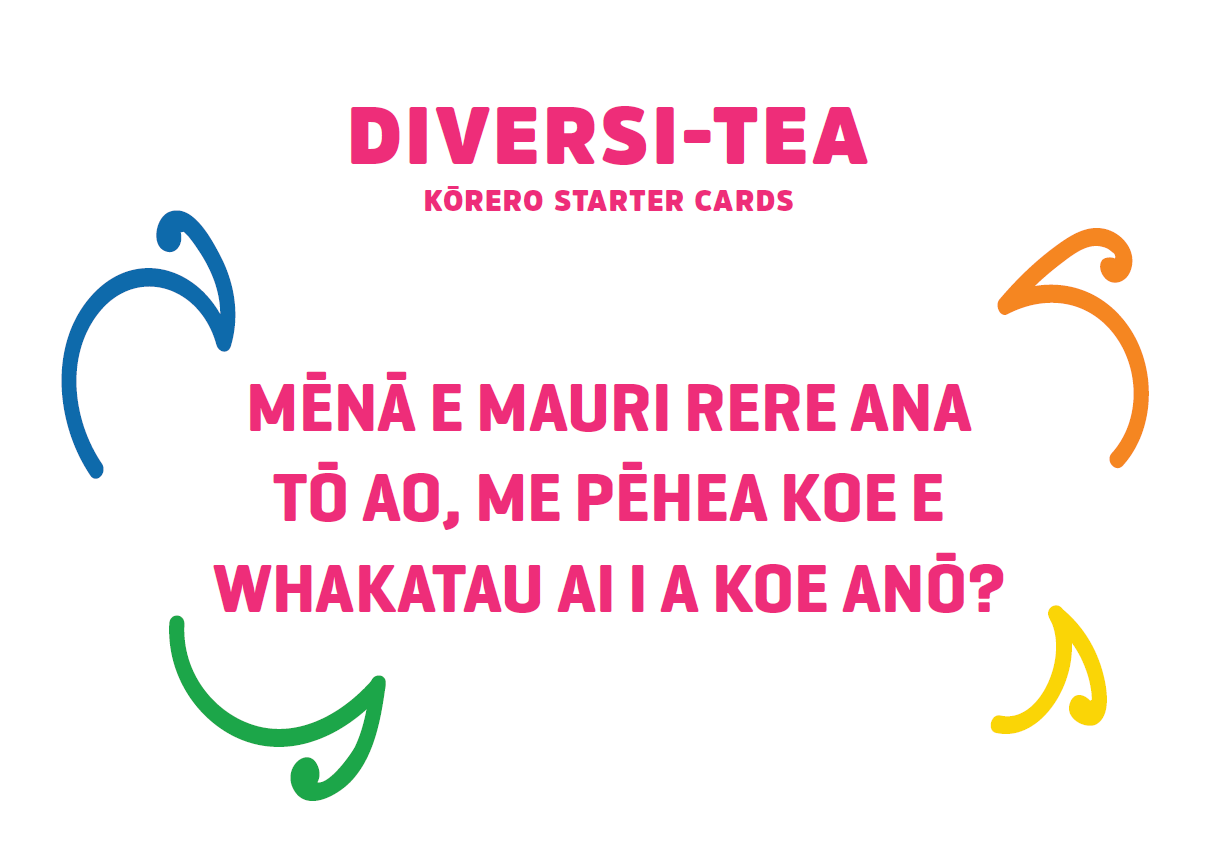 DIVERSI-TEA
KŌRERO STARTER CARDS
MĒNĀ E MAURI RERE ANA
TŌ AO, ME PĒHEA KOE E
WHAKATAU AI I A KOE ANŌ?